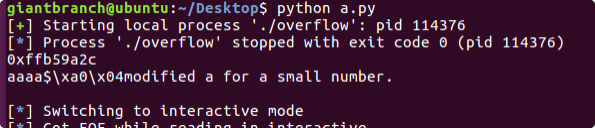 giantbranch@ubuntu:~/Desktop$ python a.py
[+] Starting local process './overflow': pid 114376
[*] Process './overflow' stopped with exit code 0 (pid 114376)
0xffb59a2c
aaaa$\xa0\x04modified a for a small number.
[*] Switching to interactive mode
[*] Got EOF while reading in interactive